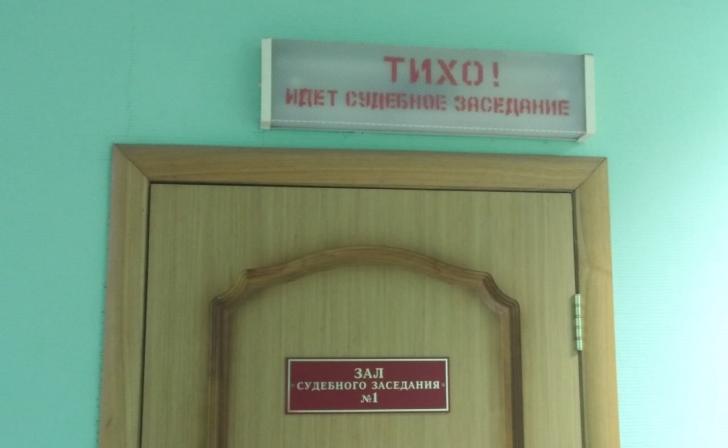 ТИХО!
ИДЕТ СУДЕБНОЕ ЗАСЕДАНИЕ
ЗАЛ
СУДЕБНОГО ЗАСЕДАНИЯ
№1